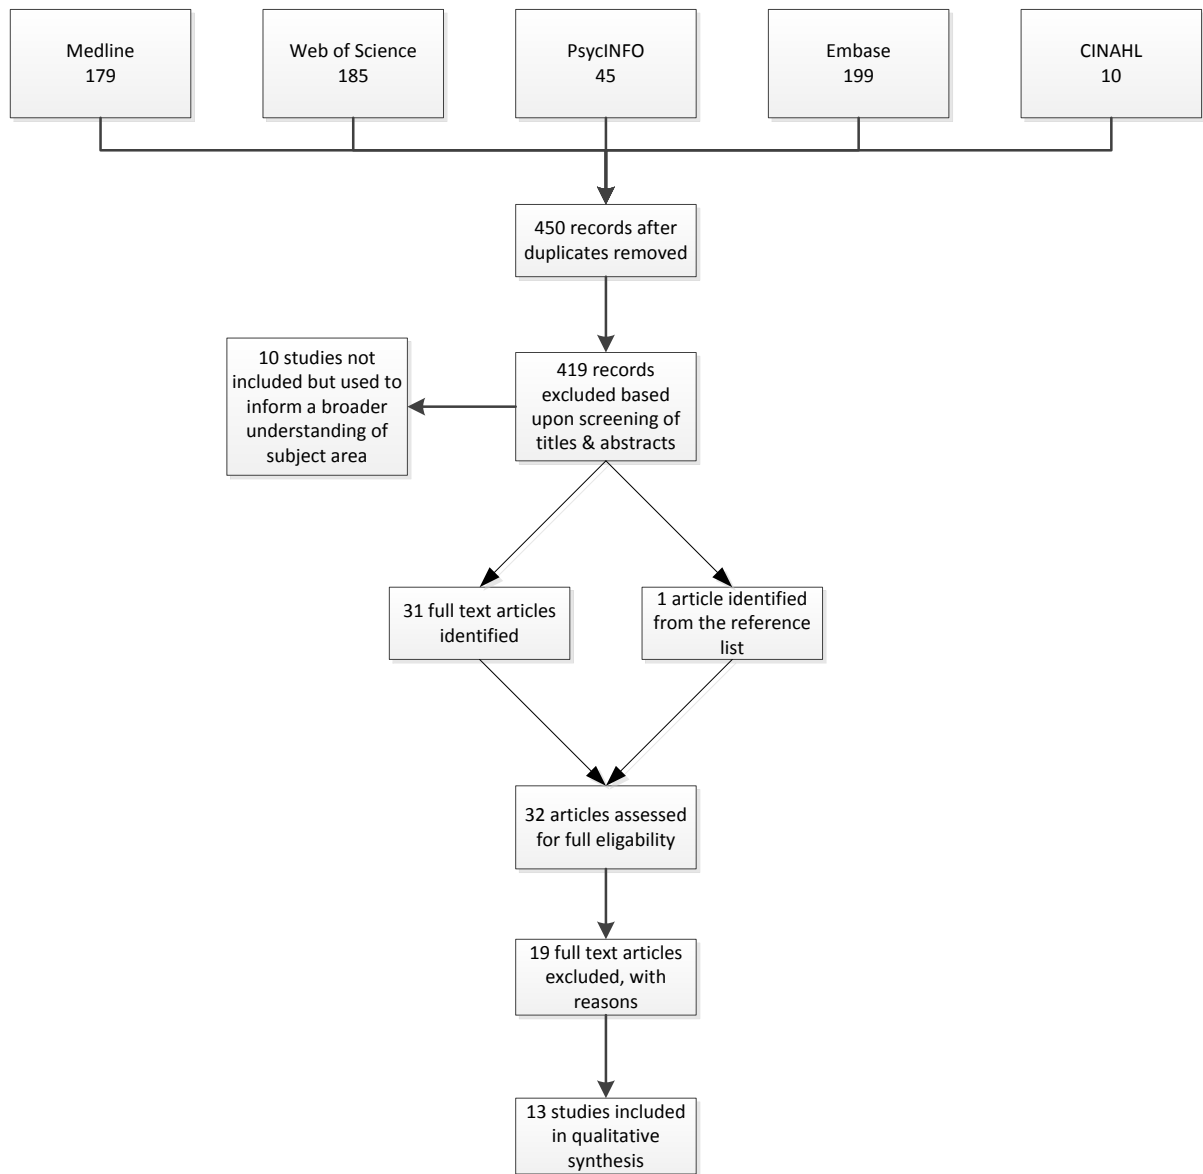 Medline
179
Web of Science
185
PsycINFO
45
Embase
199
CINAHL
10
450 records after
duplicates removed
10 studies not
included but used to
inform a broader
understanding of
subject area
419 records
excluded based
upon screening of
titles & abstracts
31 full text articles
identified
1 article identified
from the reference
list
32 articles assessed
for full eligability
19 full text articles
excluded, with
reasons
13 studies included
in qualitative
synthesis